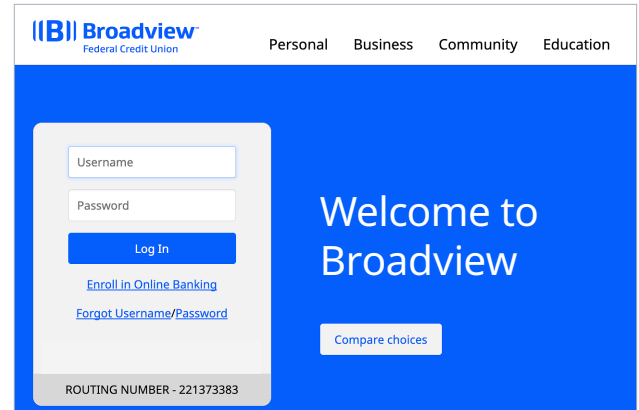 ((B)) Broadview™
Federal Credit Union
Personal Business Community Education
Username
Password
Log In
Enroll in Online Banking
Forgot Username/Password
ROUTING NUMBER - 221373383
Welcome to
Broadview
Compare choices